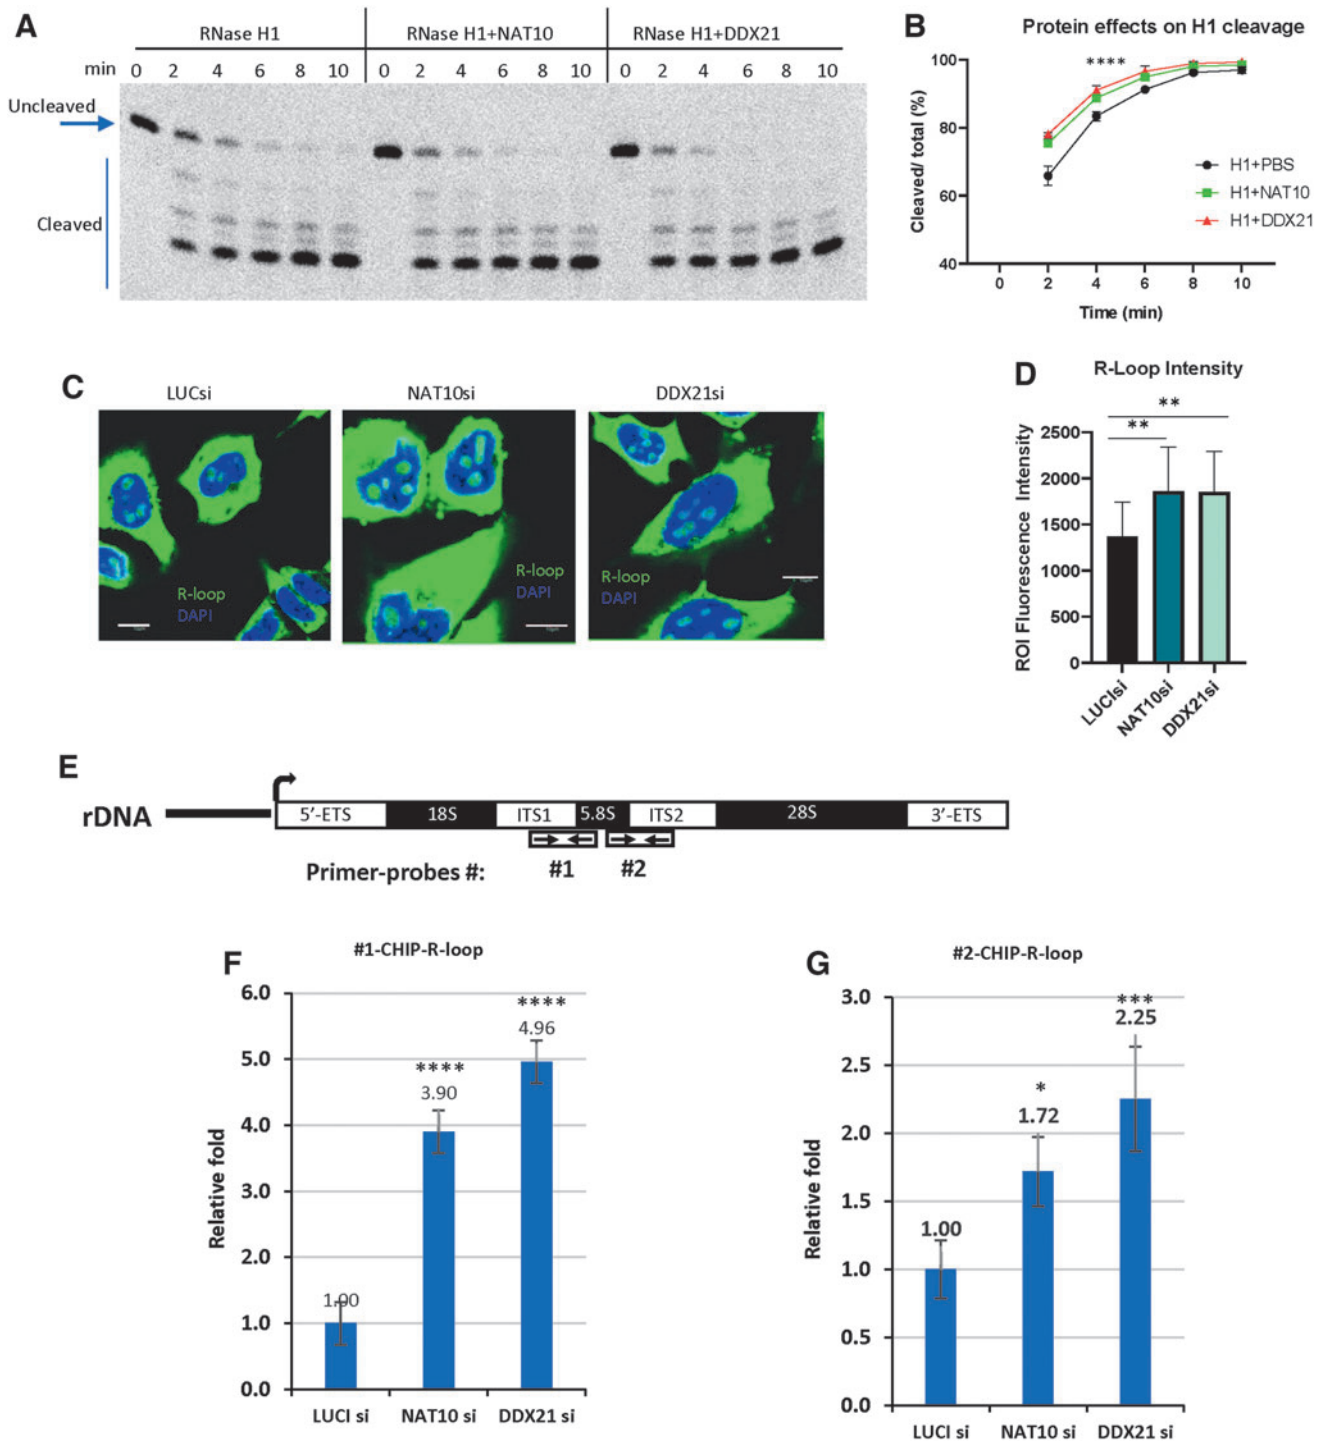 A
RNase H1
RNase H1+NAT10
RNase H1+DDX21
min 0 2 4 6 8 10 0 2 4 6 8 10 0 2 4 6 8 10
Uncleaved
Cleaved
B
Protein effects on H1 cleavage
****
100
80
60
40
Cleaved/ total (%)
H1+PBS
H1+NAT10
H1+DDX21
0 2 4 6 8 10
Time (min)
C
LUCsi
NAT10si
DDX21si
R-loop
DAPI
R-loop
DAPI
R-loop
DAPI
D
R-Loop Intensity
**
**
2500
2000
1500
1000
500
0
ROI Fluorescence Intensity
LUCIsi
NAT10si
DDX21si
E
rDNA
5’-ETS 18S ITS1 5.8S ITS2 28S 3’-ETS
Primer-probes #: #1 #2
F
#1-CHIP-R-loop
6.0
5.0
4.0
3.0
2.0
1.0
0.0
Relative fold
1.00
****
3.90
****
4.96
LUCI si NAT10 si DDX21 si
G
#2-CHIP-R-loop
3.0
2.5
2.0
1.5
1.0
0.5
0.0
Relative fold
1.00
*
1.72
***
2.25
LUCI si NAT10 si DDX21 si